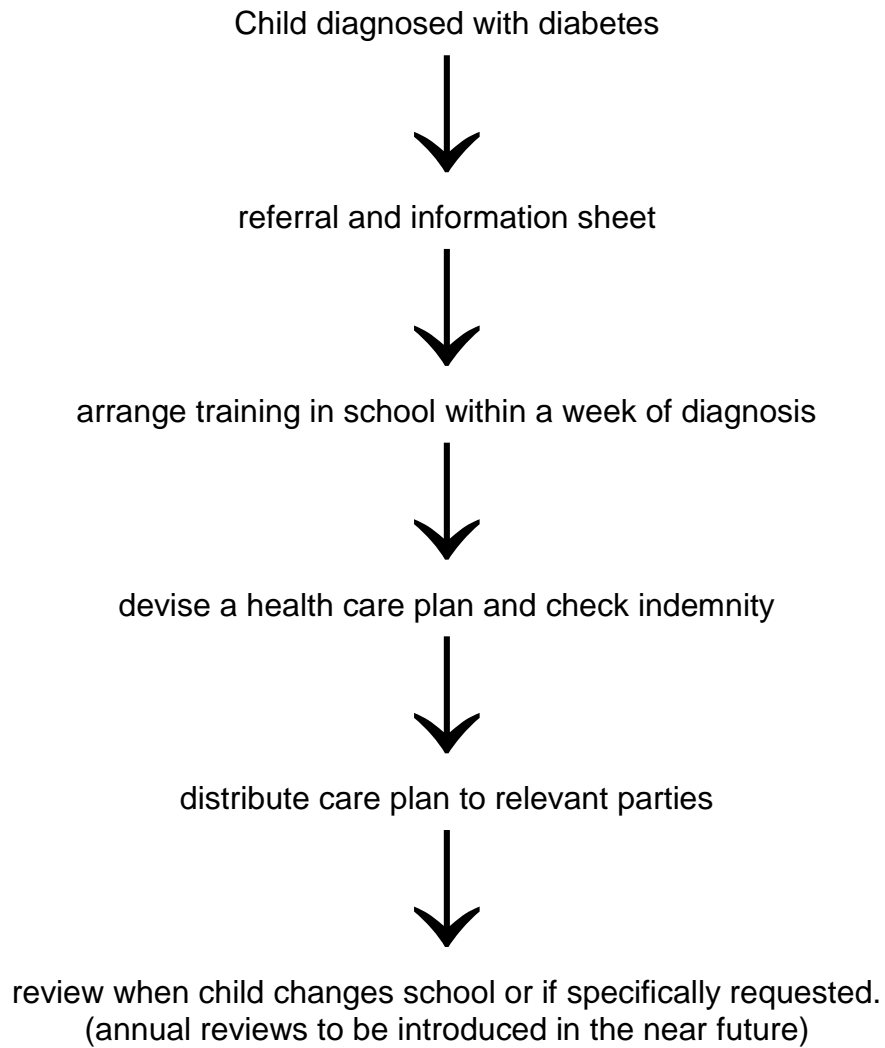 Child diagnosed with diabetes
referral and information sheet
arrange training in school within a week of diagnosis
devise a health care plan and check indemnity
distribute care plan to relevant parties
review when child changes school or if specifically requested.
(annual reviews to be introduced in the near future)